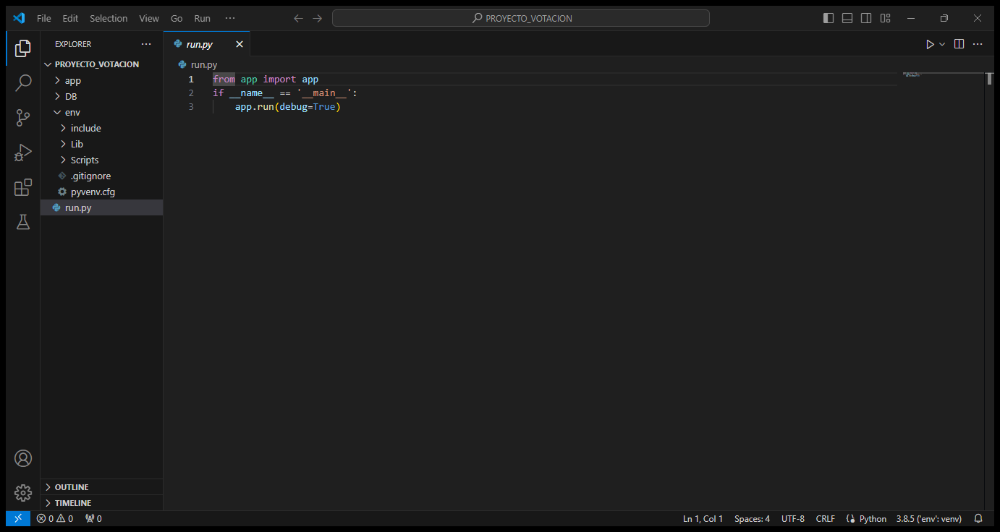 File Edit Selection View Go Run ···
PROYECTO_VOTACION
EXPLORER ···
PROYECTO_VOTACION
app
DB
env
include
Lib
Scripts
.gitignore
pyvenv.cfg
run.py
OUTLINE
TIMELINE
run.py
run.py
1 from app import app
2 if __name__ == '__main__':
3 app.run(debug=True)
0 0 0 Ln 1, Col 1 Spaces: 4 UTF-8 CRLF Python 3.8.5 ('env': venv)